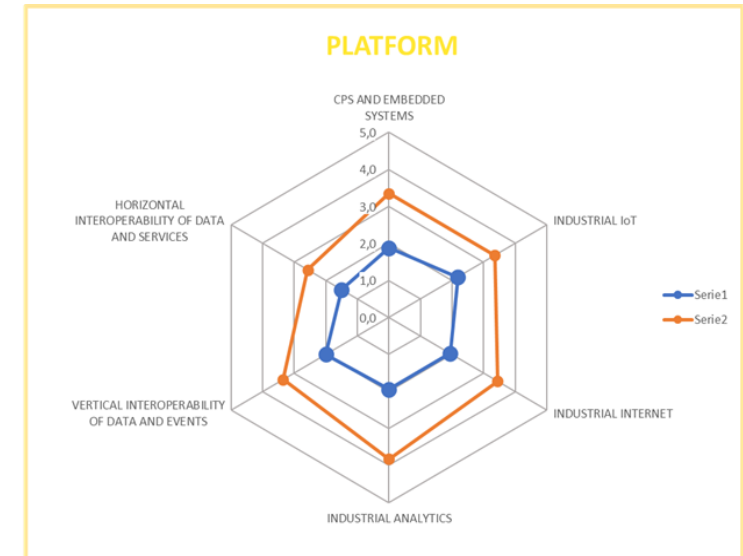 PLATFORM
CPS AND EMBEDDED
SYSTEMS
5,0
4,0
3,0
2,0
1,0
0,0
HORIZONTAL
INTEROPERABILITY OF DATA
AND SERVICES
INDUSTRIAL IoT
Serie1
Serie2
VERTICAL INTEROPERABILITY
OF DATA AND EVENTS
INDUSTRIAL INTERNET
INDUSTRIAL ANALYTICS